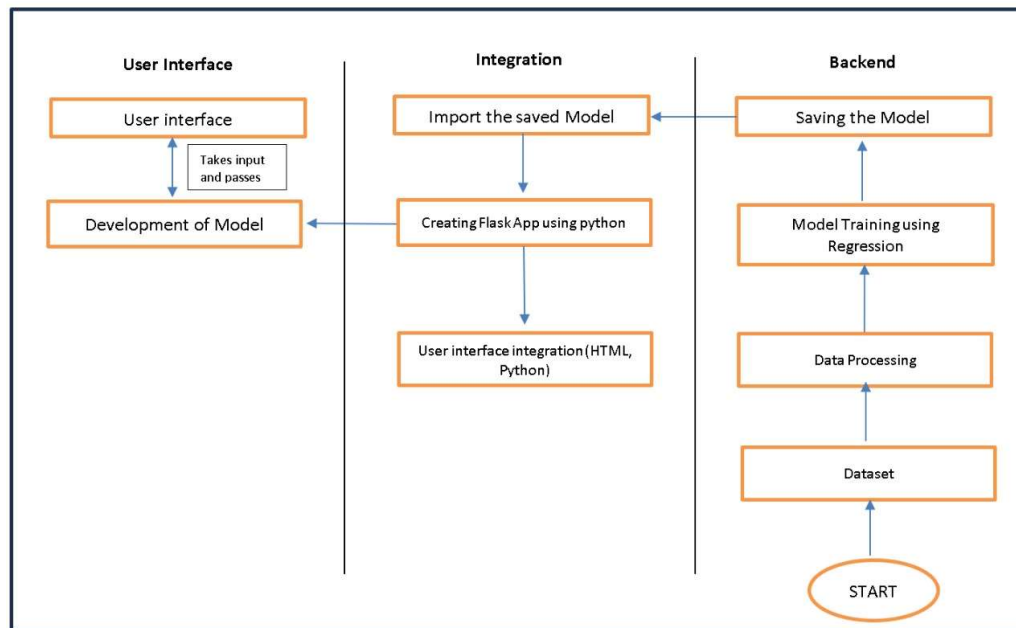 User Interface
User interface
Takes input
and passes
Development of Model
Integration
Import the saved Model
Creating Flask App using python
User interface integration (HTML,
Python)
Backend
Saving the Model
Model Training using
Regression
Data Processing
Dataset
START